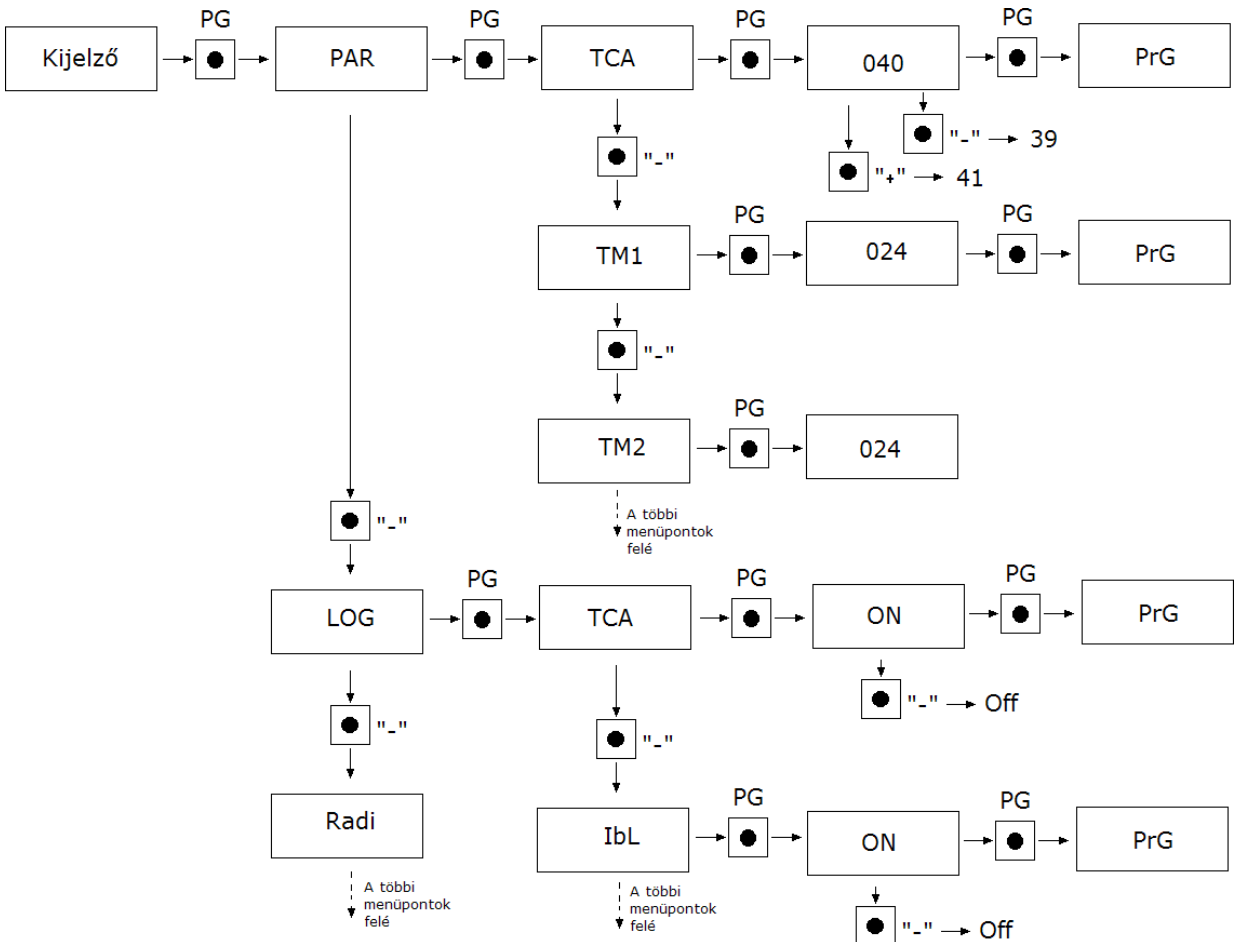 PG PG PG PG
Kijelző PAR TCA 040 PrG
"-" "-" → 39
"+" → 41
PG PG
TM1 024 PrG
"-"
PG
TM2 024
"-"
A többi
menüpontok
felé
PG PG PG
LOG TCA ON PrG
"-" → Off
"-" "-"
PG PG
Radi IbL ON PrG
A többi
menüpontok
felé
A többi
menüpontok
felé
"-" → Off